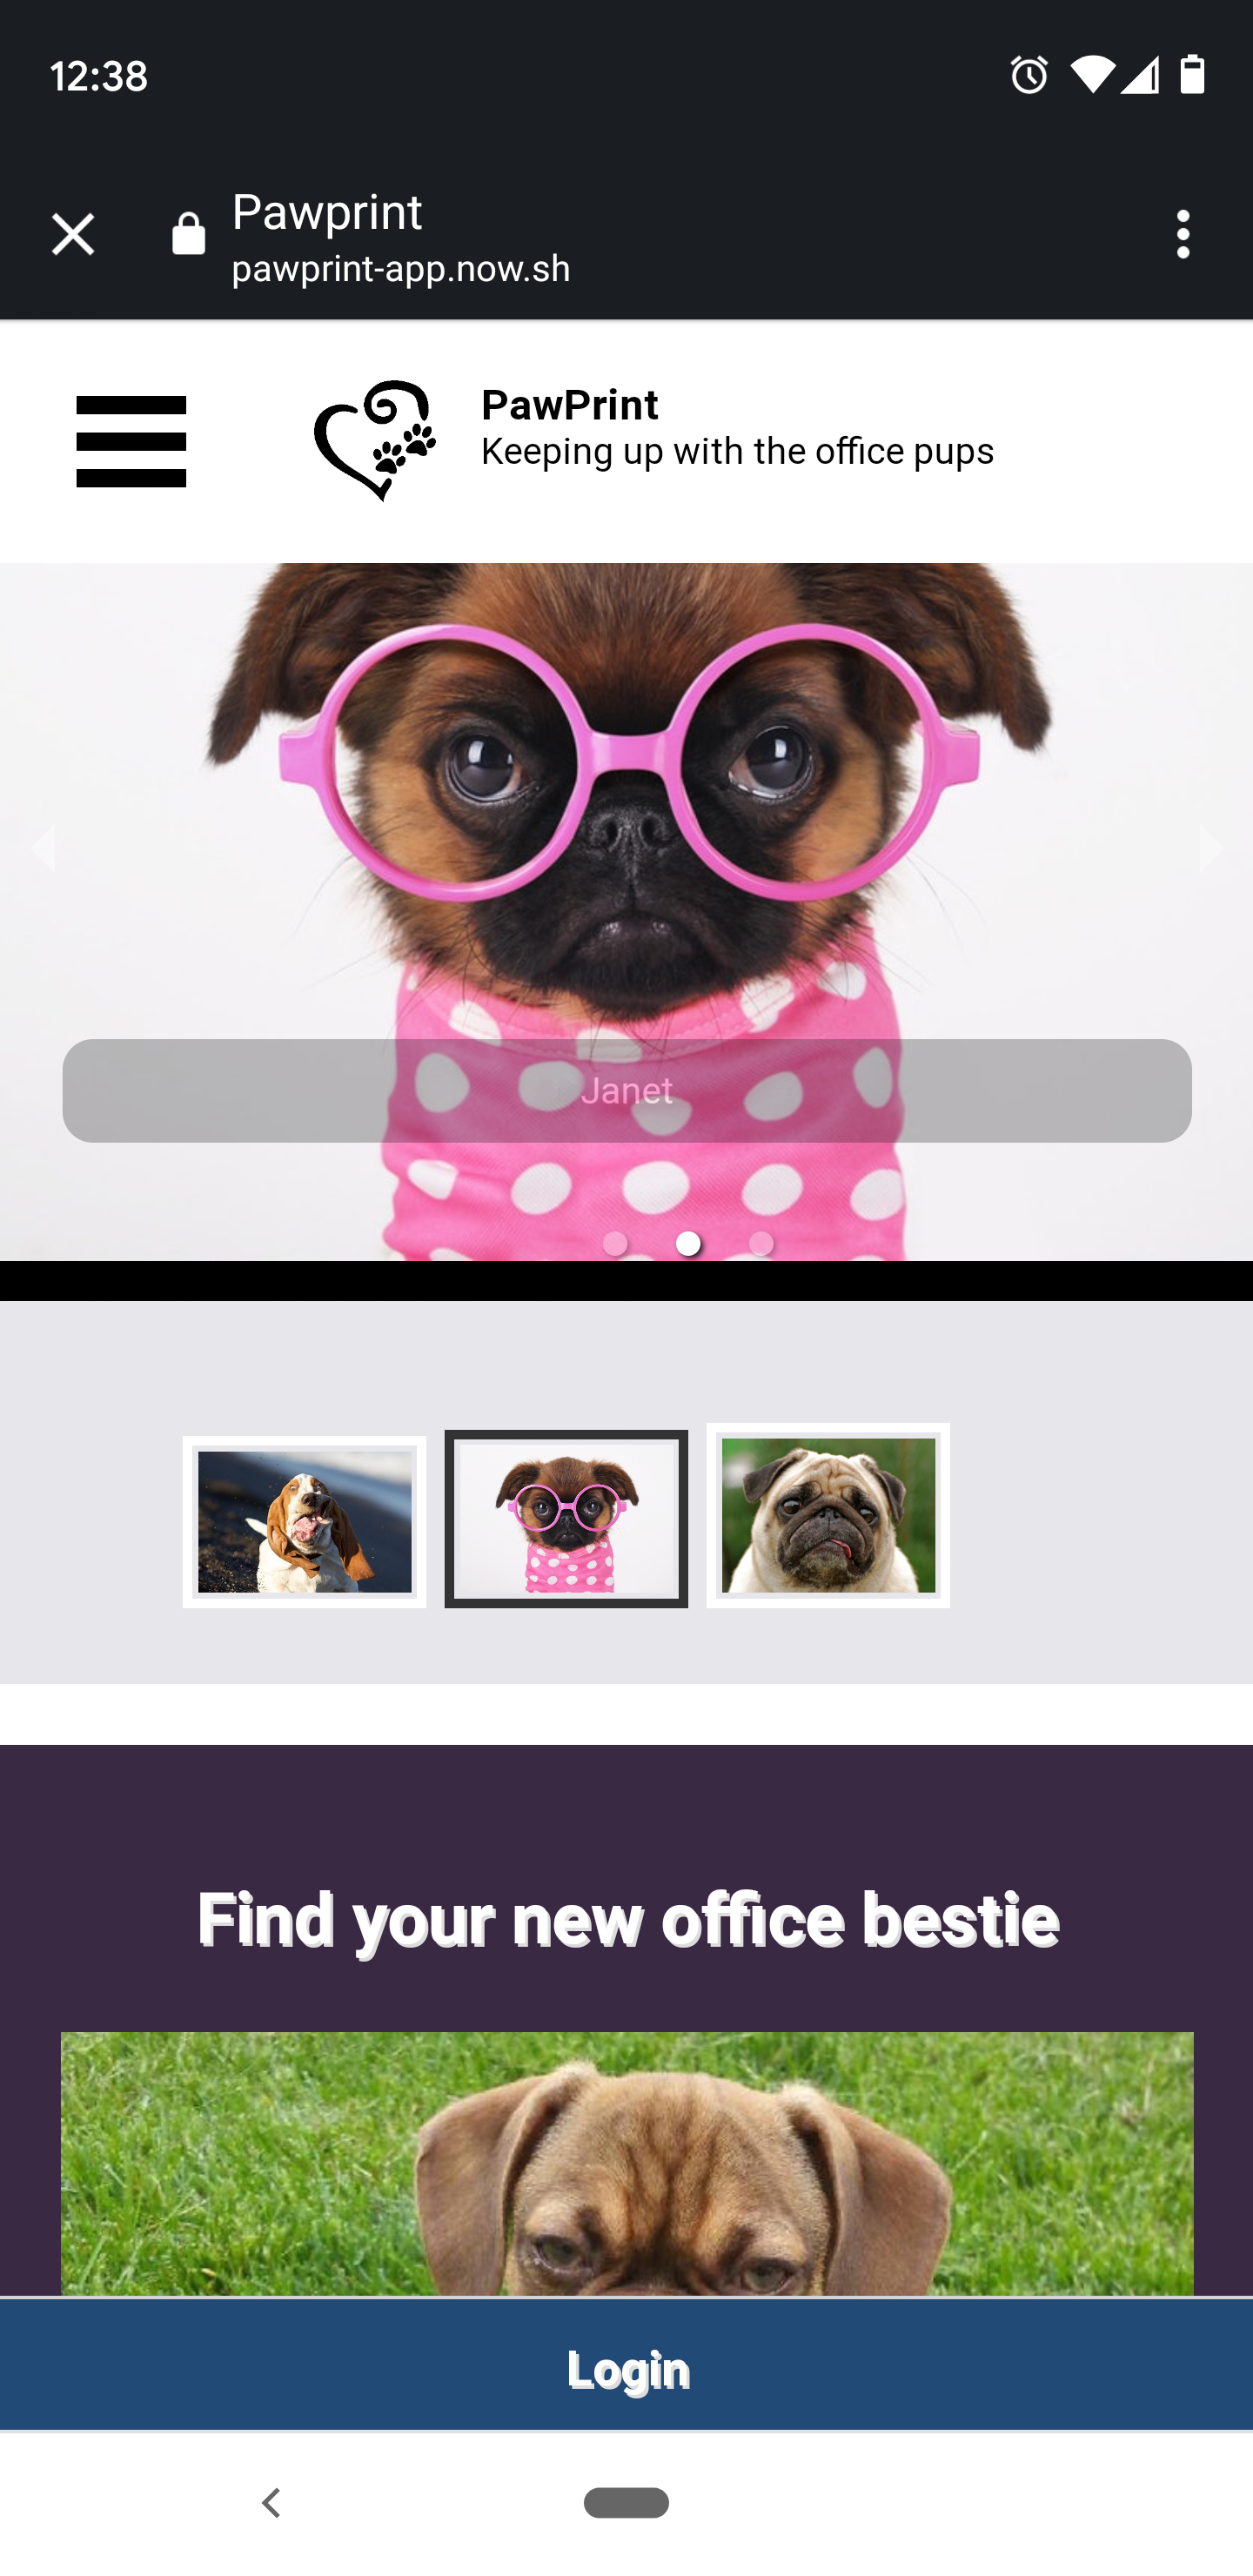 12:38
Pawprint
pawprint-app.now.sh
PawPrint
Keeping up with the office pups
Janet
Find your new office bestie
Login